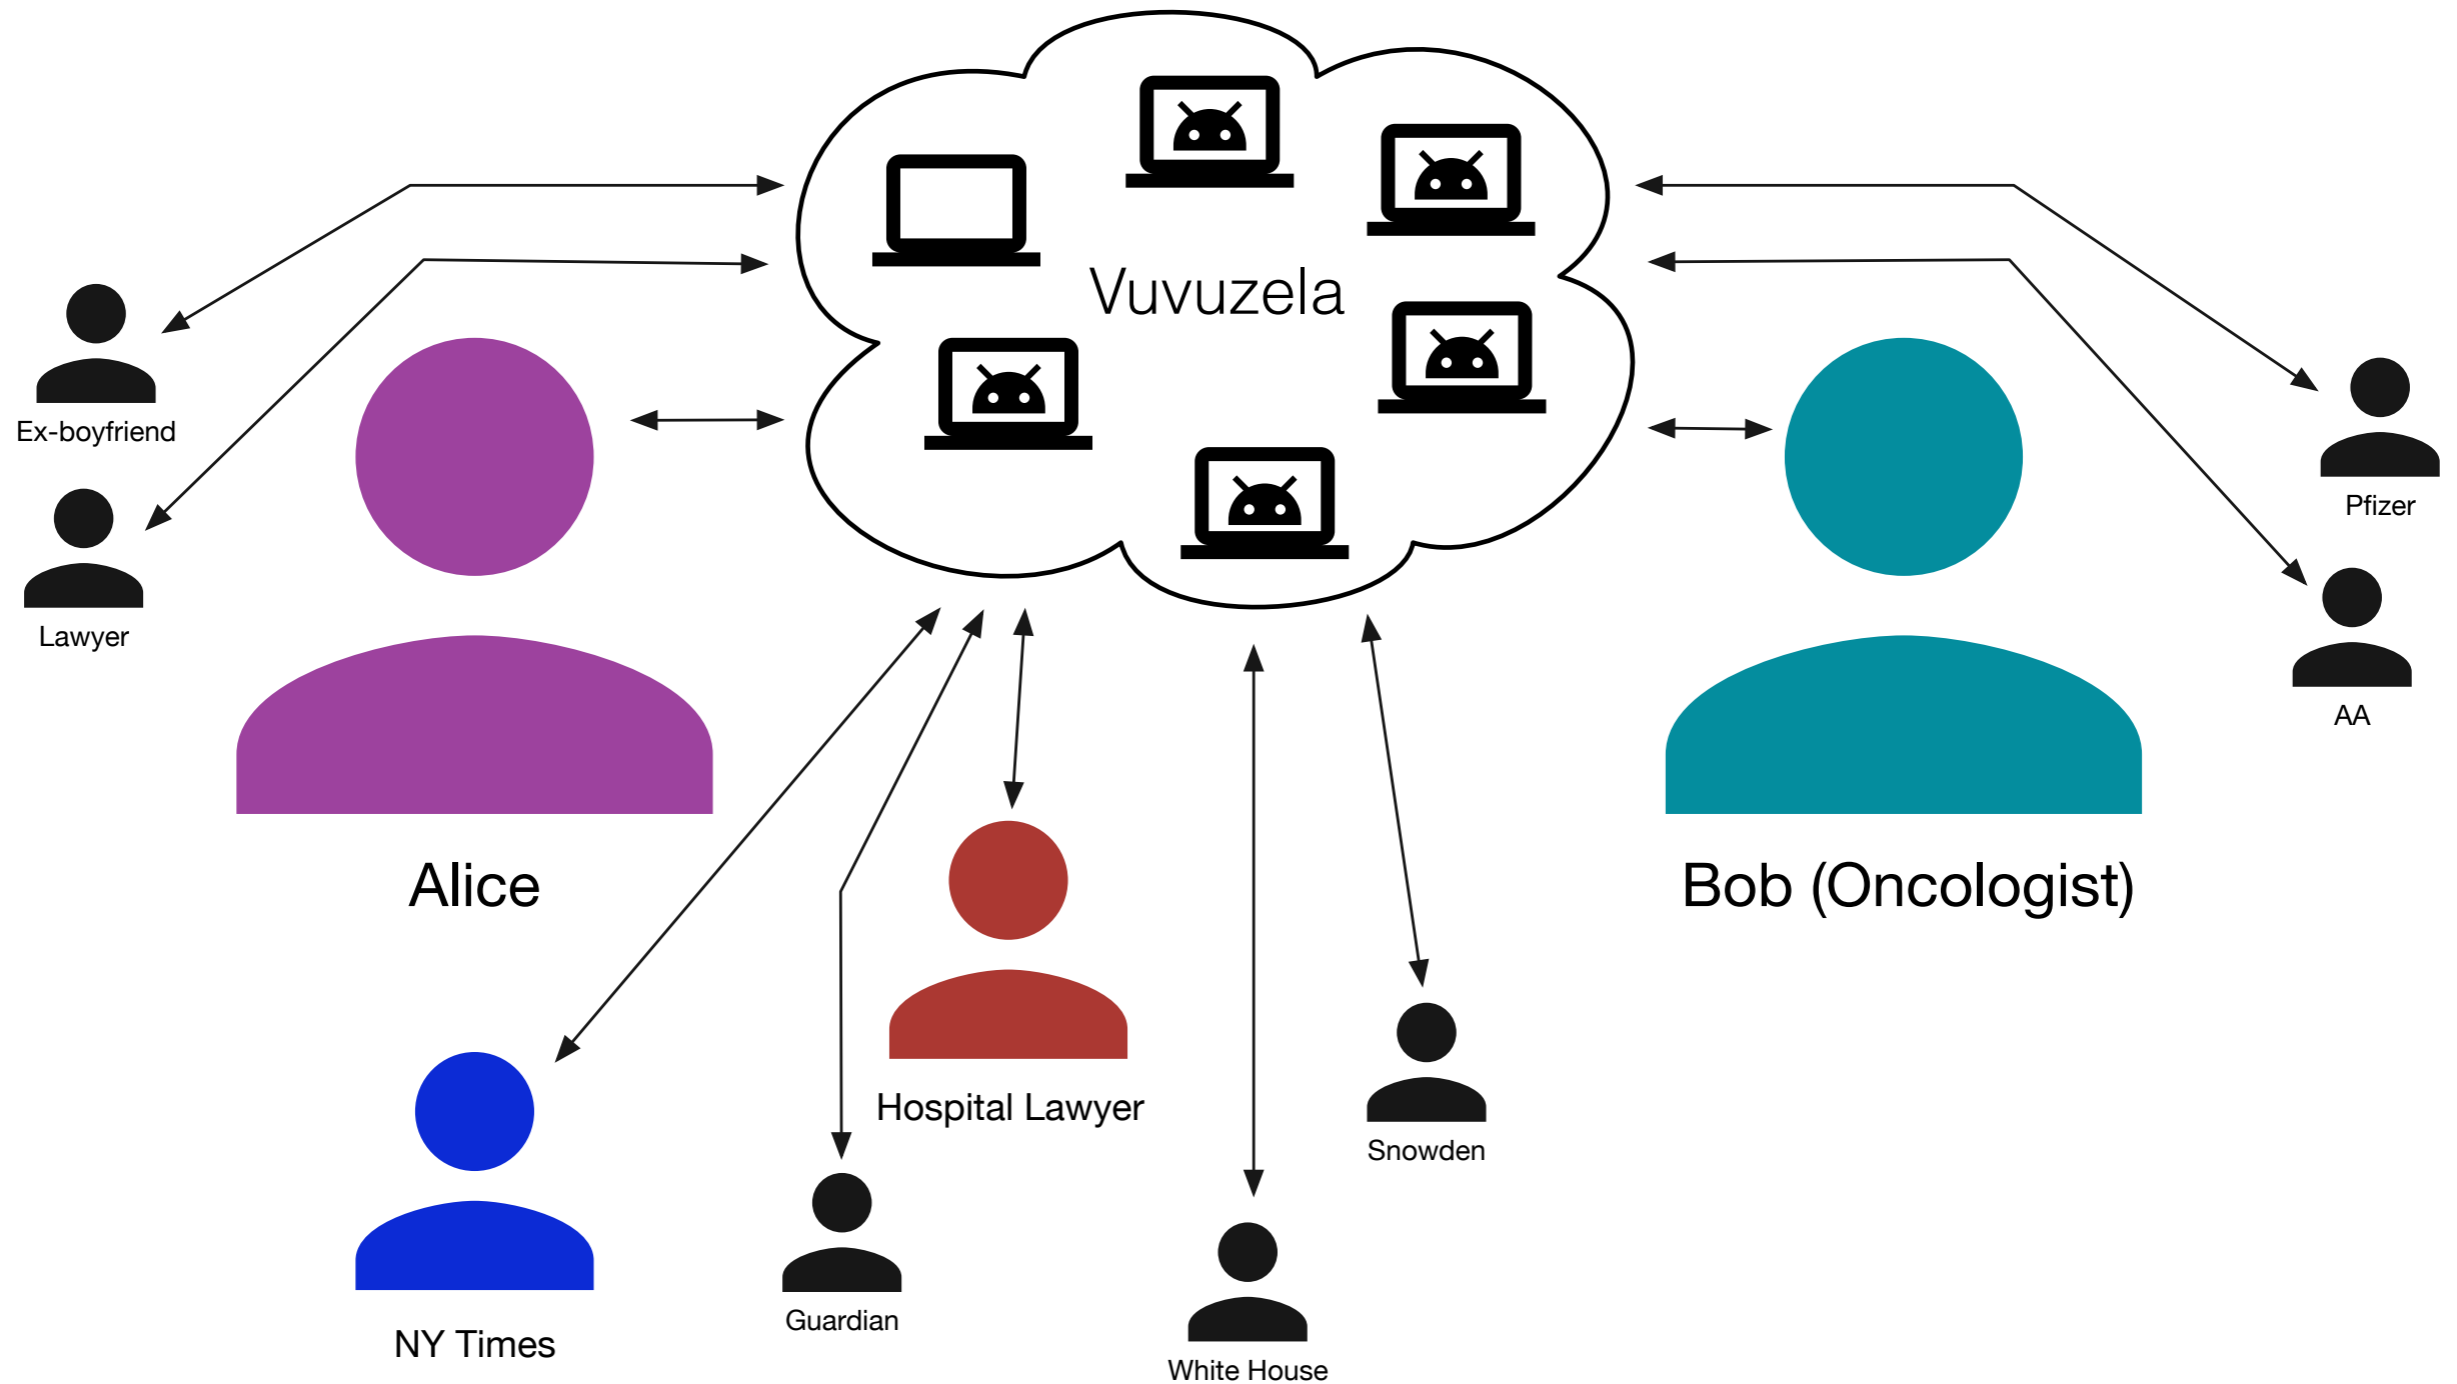 Vuvuzela
Ex-boyfriend
Lawyer
Pfizer
AA
Alice
Bob (Oncologist)
Hospital Lawyer
Snowden
NY Times
Guardian
White House